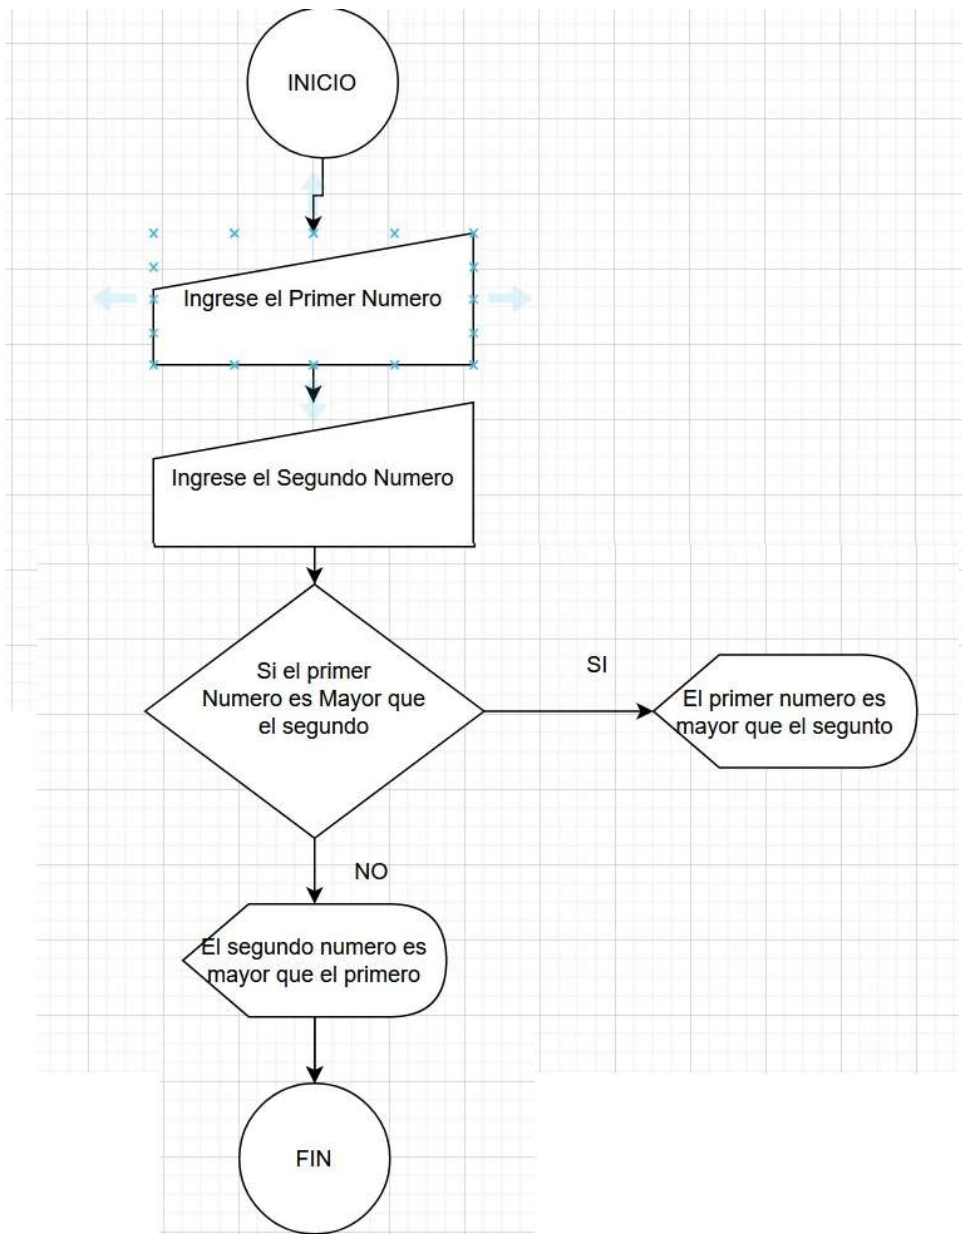 INICIO
Ingrese el Primer Numero
Ingrese el Segundo Numero
Si el primer
Numero es Mayor que
el segundo
SI
El primer numero es
mayor que el segunto
NO
El segundo numero es
mayor que el primero
FIN